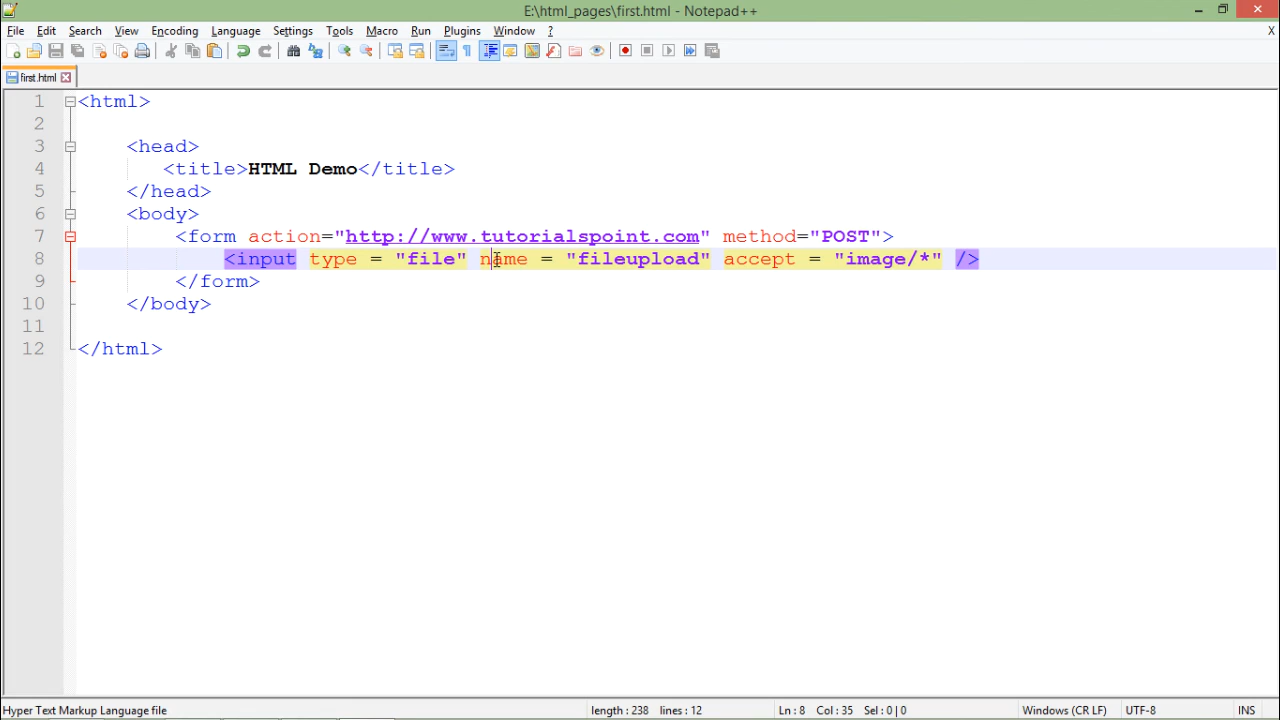 E:\html_pages\first.html - Notepad++
File Edit Search View Encoding Language Settings Tools Macro Run Plugins Window ? X
first.html
1 <html>
2
3 <head>
4 <title>HTML Demo</title>
5 </head>
6 <body>
7 <form action="http://www.tutorialspoint.com" method="POST">
8 <input type = "file" name = "fileupload" accept = "image/*" />
9 </form>
10 </body>
11
12 </html>
Hyper Text Markup Language file length : 238 lines : 12 Ln : 8 Col : 35 Sel : 0 | 0 Windows (CR LF) UTF-8 INS